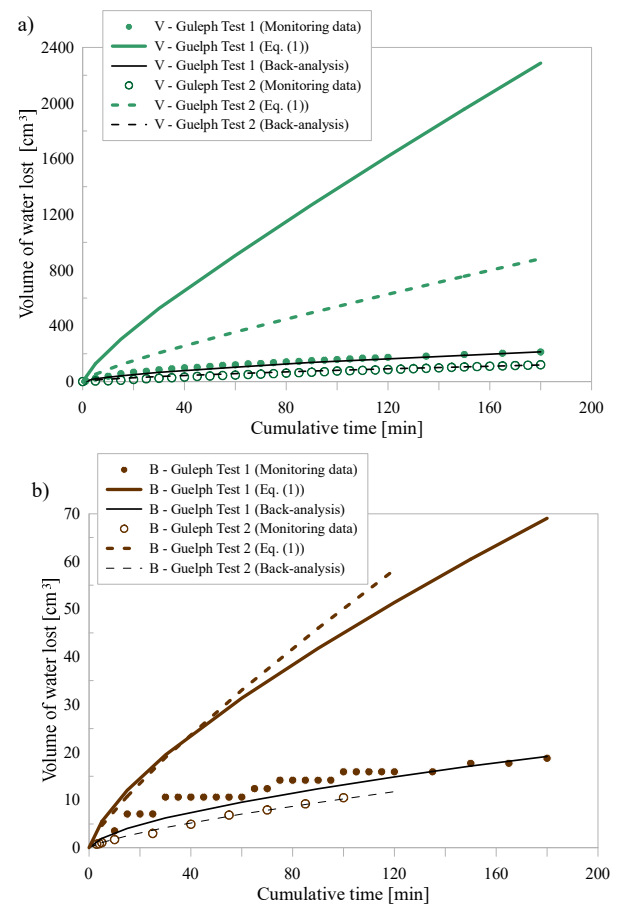 a)
V - Guleph Test 1 (Monitoring data)
V - Guelph Test 1 (Eq. (1))
V - Guelph Test 1 (Back-analysis)
V - Guleph Test 2 (Monitoring data)
V - Guelph Test 2 (Eq. (1))
V - Guelph Test 2 (Back-analysis)
2400
2000
1600
1200
800
400
0
Volume of water lost [cm³]
0 40 80 120 160 200
Cumulative time [min]
b)
B - Guleph Test 1 (Monitoring data)
B - Guelph Test 1 (Eq. (1))
B - Guelph Test 1 (Back-analysis)
B - Guleph Test 2 (Monitoring data)
B - Guelph Test 2 (Eq. (1))
B - Guelph Test 2 (Back-analysis)
70
60
50
40
30
20
10
0
Volume of water lost [cm³]
0 40 80 120 160 200
Cumulative time [min]